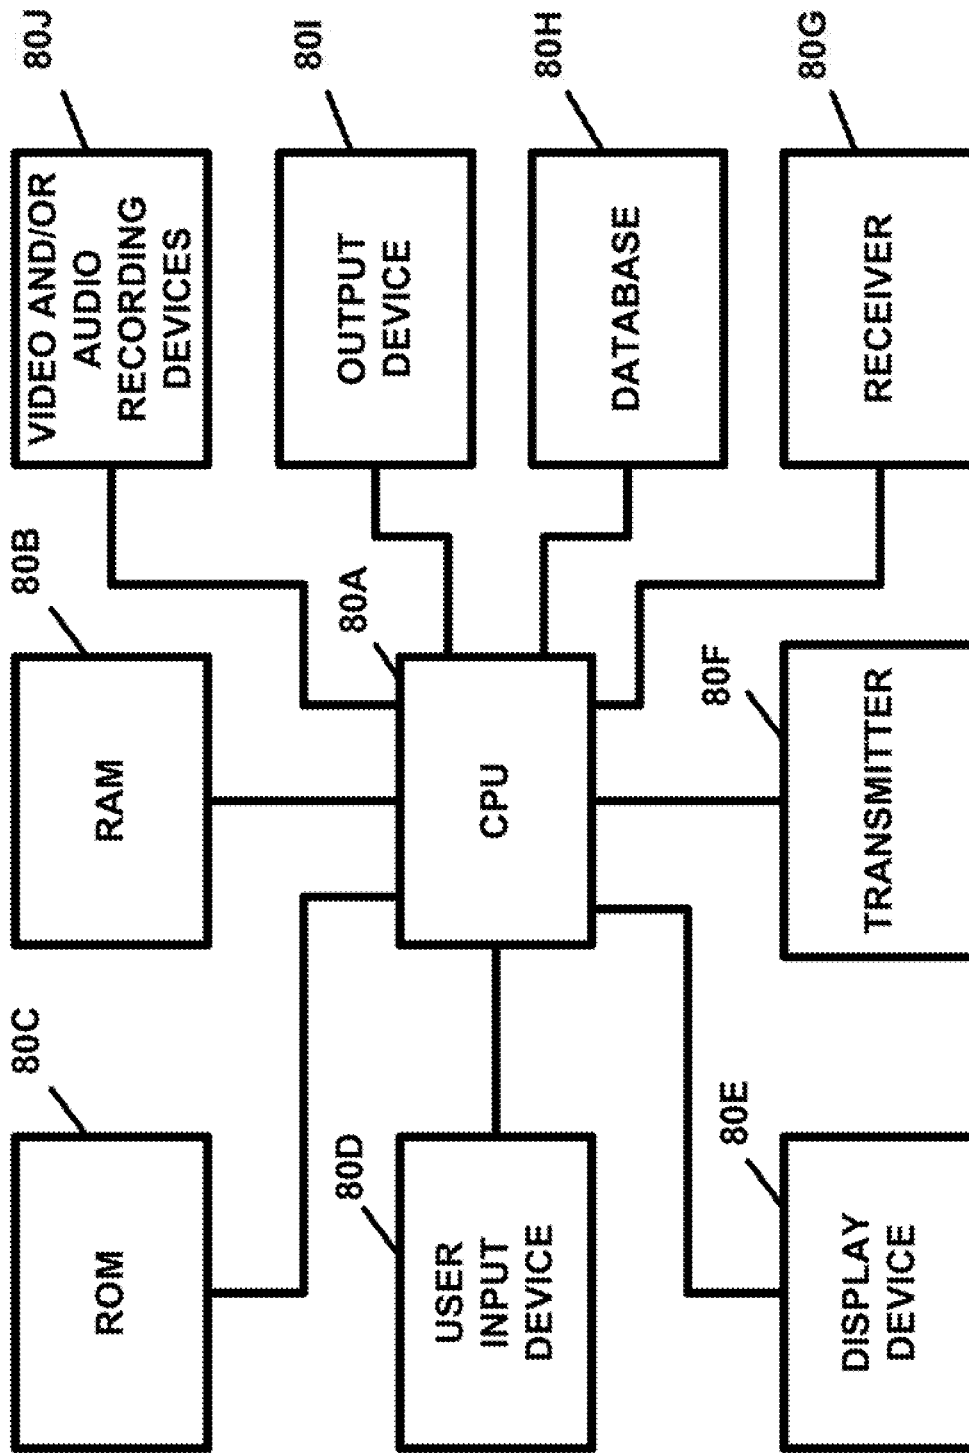 80C
ROM
80B
RAM
80J
VIDEO AND/OR
AUDIO
RECORDING
DEVICES
80D
USER
INPUT
DEVICE
80A
CPU
80I
OUTPUT
DEVICE
80H
DATABASE
80E
DISPLAY
DEVICE
80F
TRANSMITTER
80G
RECEIVER